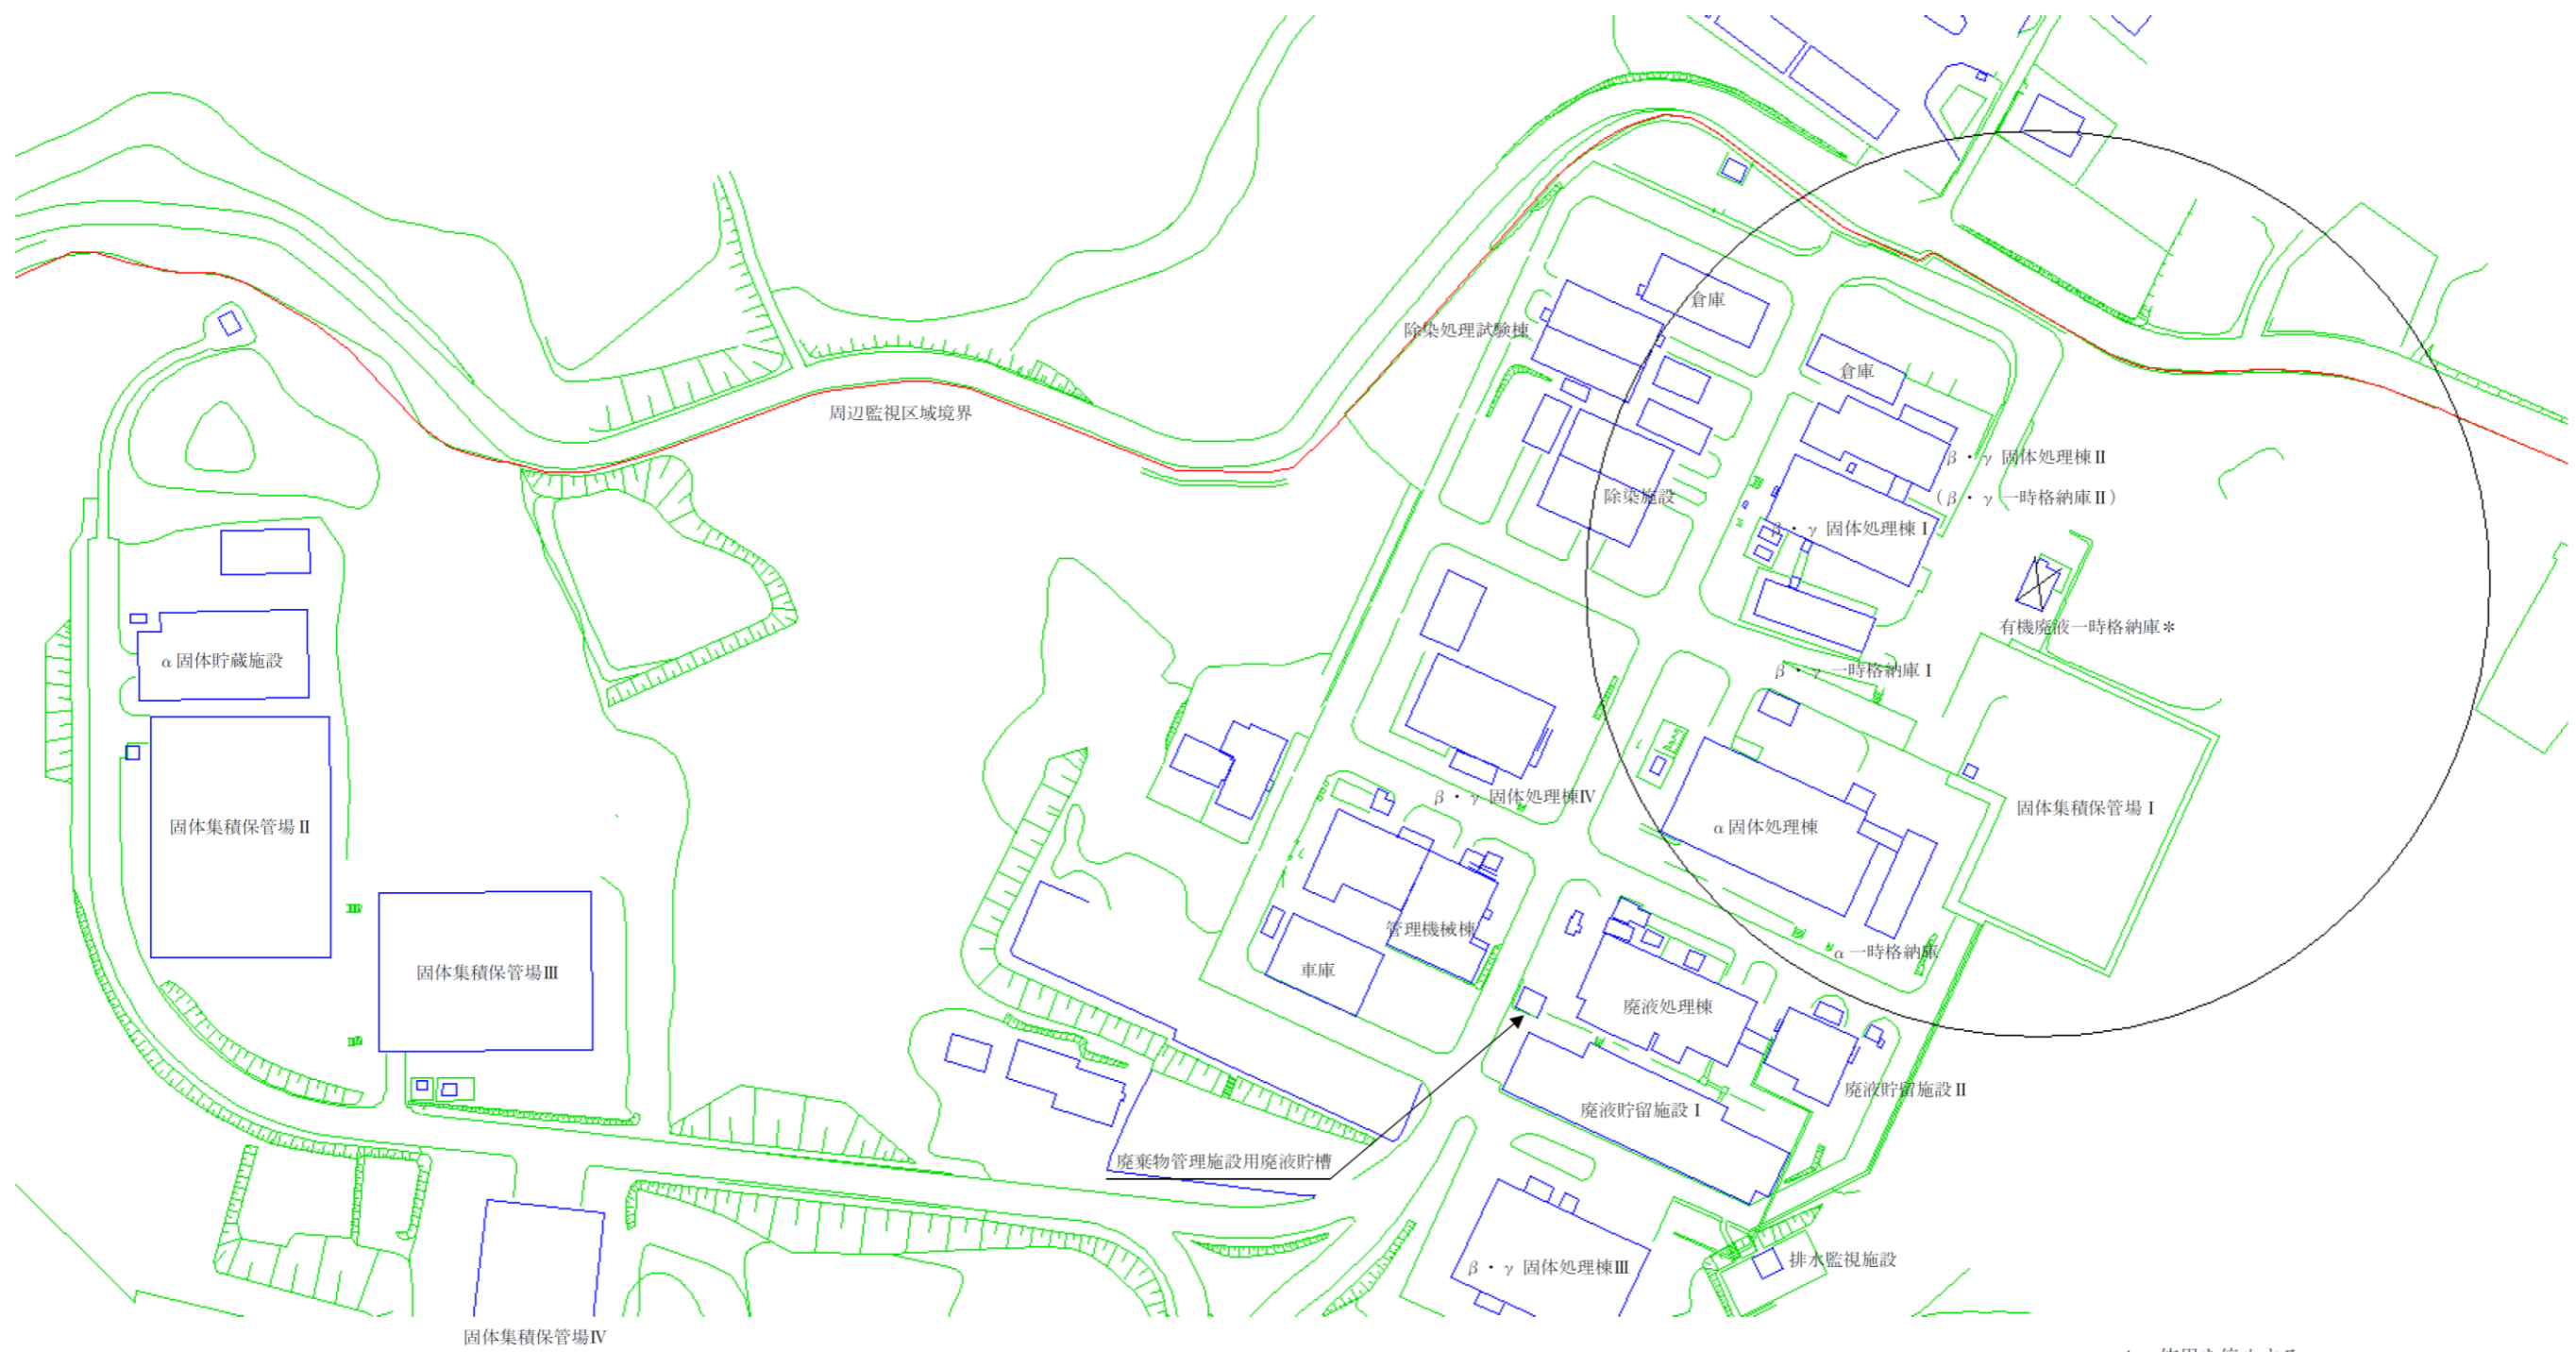 倉庫
除染処理試験棟
倉庫
周辺監視区域境界
β・γ 固体処理棟Ⅱ
(β・γ 一時格納庫Ⅱ)
除染施設
β・γ 固体処理棟Ⅰ
有機廃液一時格納庫＊
α固体貯蔵施設
β・γ 一時格納庫Ⅰ
β・γ 固体処理棟Ⅳ
固体集積保管場Ⅰ
固体集積保管場Ⅱ
α固体処理棟
管理機械棟
α一時格納庫
車庫
固体集積保管場Ⅲ
廃液処理棟
廃液貯留施設Ⅱ
廃液貯留施設Ⅰ
廃棄物管理施設用廃液貯槽
排水監視施設
β・γ 固体処理棟Ⅲ
固体集積保管場Ⅳ